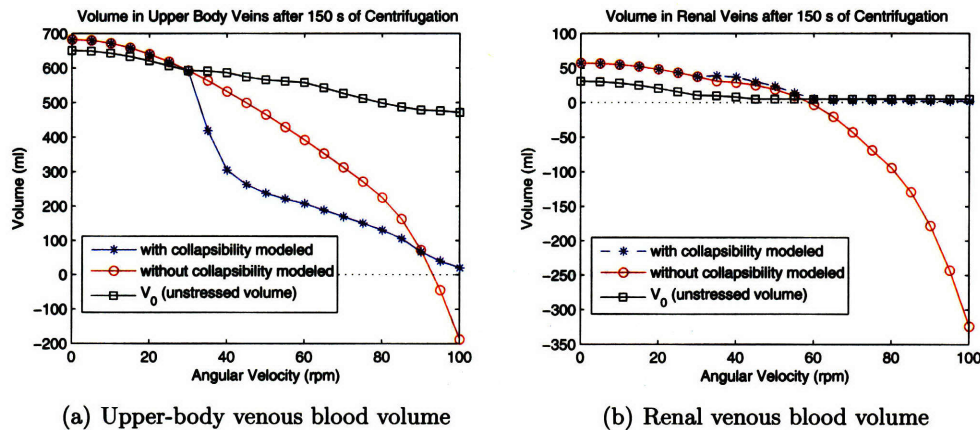 Volume in Upper Body Veins after 150 s of Centrifugation
700
600
500
400
300
200
100
0
-100
-200
Volume (ml)
with collapsibility modeled
without collapsibility modeled
V0 (unstressed volume)
0 20 40 60 80 100
Angular Velocity (rpm)
(a) Upper-body venous blood volume
Volume in Renal Veins after 150 s of Centrifugation
100
50
0
-50
-100
-150
-200
-250
-300
-350
Volume (ml)
with collapsibility modeled
without collapsibility modeled
V0 (unstressed volume)
0 20 40 60 80 100
Angular Velocity (rpm)
(b) Renal venous blood volume